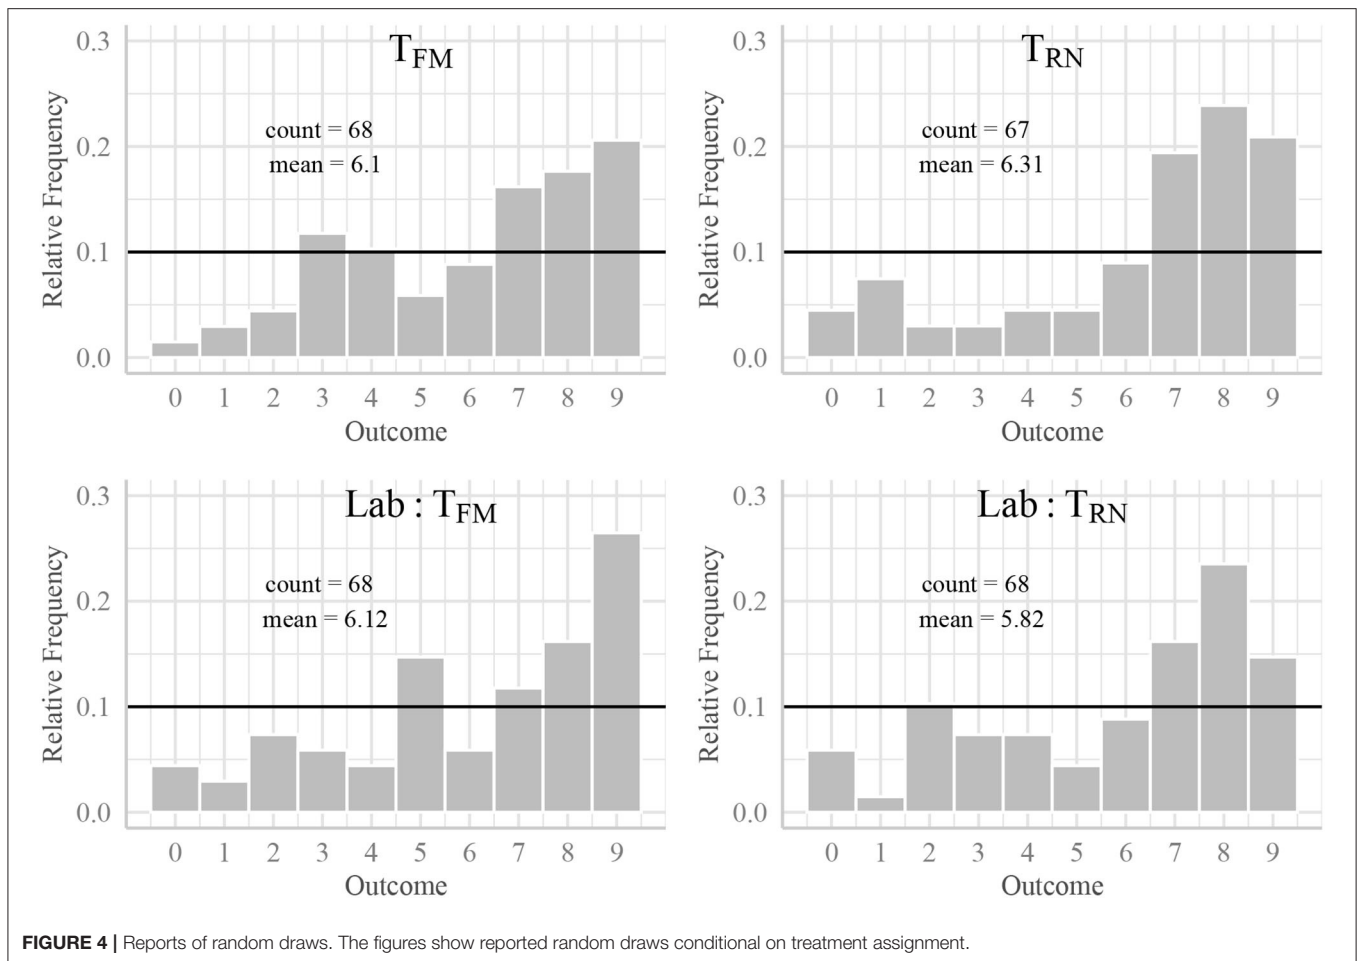 T_FM
0.3
0.2
0.1
0.0
Relative Frequency
count = 68
mean = 6.1
0 1 2 3 4 5 6 7 8 9
Outcome
T_RN
0.3
0.2
0.1
0.0
Relative Frequency
count = 67
mean = 6.31
0 1 2 3 4 5 6 7 8 9
Outcome
Lab : T_FM
0.3
0.2
0.1
0.0
Relative Frequency
count = 68
mean = 6.12
0 1 2 3 4 5 6 7 8 9
Outcome
Lab : T_RN
0.3
0.2
0.1
0.0
Relative Frequency
count = 68
mean = 5.82
0 1 2 3 4 5 6 7 8 9
Outcome
FIGURE 4 | Reports of random draws. The figures show reported random draws conditional on treatment assignment.